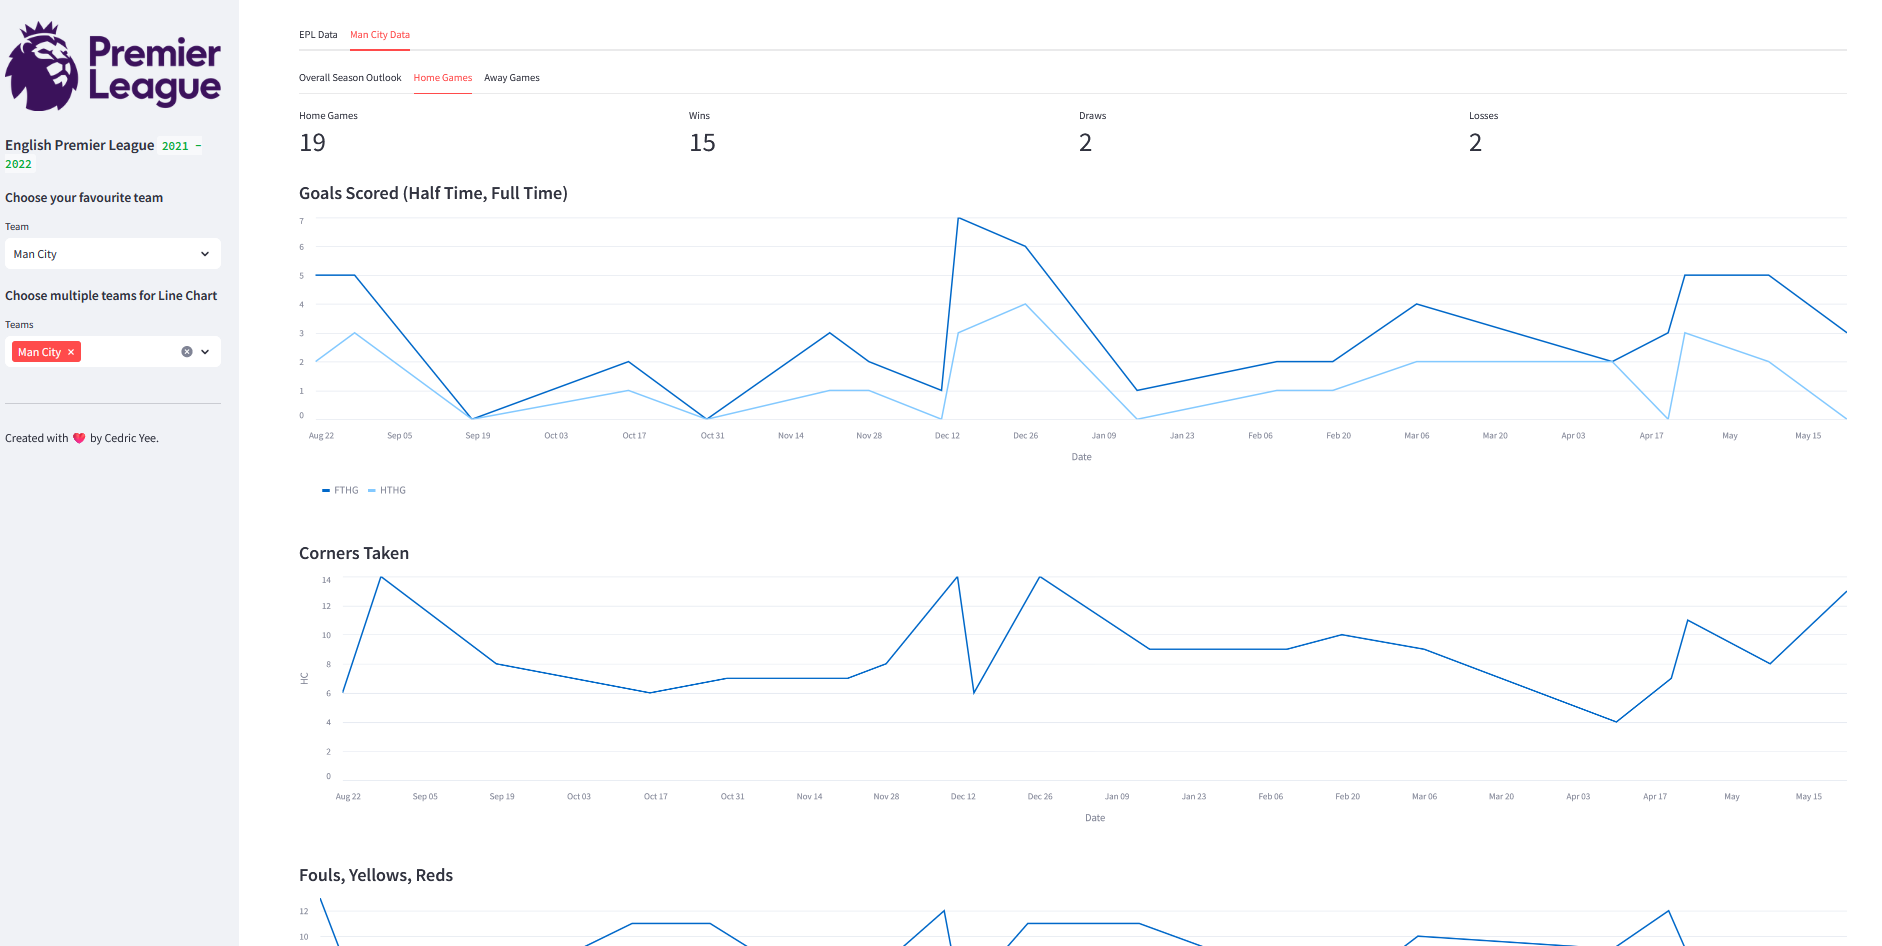 Premier
League
English Premier League 2021 -
2022
Choose your favourite team
Team
Man City
Choose multiple teams for Line Chart
Teams
Man City ×
Created with 💔 by Cedric Yee.
EPL Data Man City Data
Overall Season Outlook Home Games Away Games
Home Games Wins Draws Losses
19 15 2 2
Goals Scored (Half Time, Full Time)
7
6
5
4
3
2
1
0
Aug 22 Sep 05 Sep 19 Oct 03 Oct 17 Oct 31 Nov 14 Nov 28 Dec 12 Dec 26 Jan 09 Jan 23 Feb 06 Feb 20 Mar 06 Mar 20 Apr 03 Apr 17 May May 15
Date
FTHG HTHG
Corners Taken
14
12
10
8
HC
6
4
2
0
Aug 22 Sep 05 Sep 19 Oct 03 Oct 17 Oct 31 Nov 14 Nov 28 Dec 12 Dec 26 Jan 09 Jan 23 Feb 06 Feb 20 Mar 06 Mar 20 Apr 03 Apr 17 May May 15
Date
Fouls, Yellows, Reds
12
10